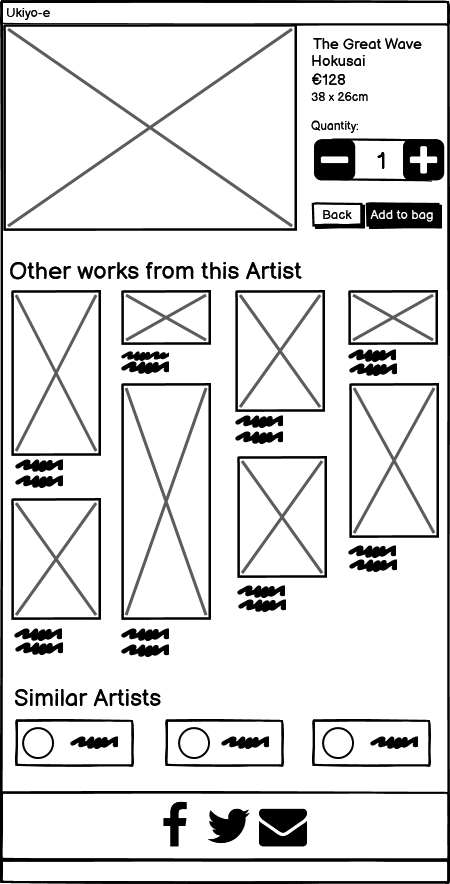 Ukiyo-e
The Great Wave
Hokusai
€128
38 x 26cm
Quantity:
1
Back
Add to bag
Other works from this Artist
Similar Artists